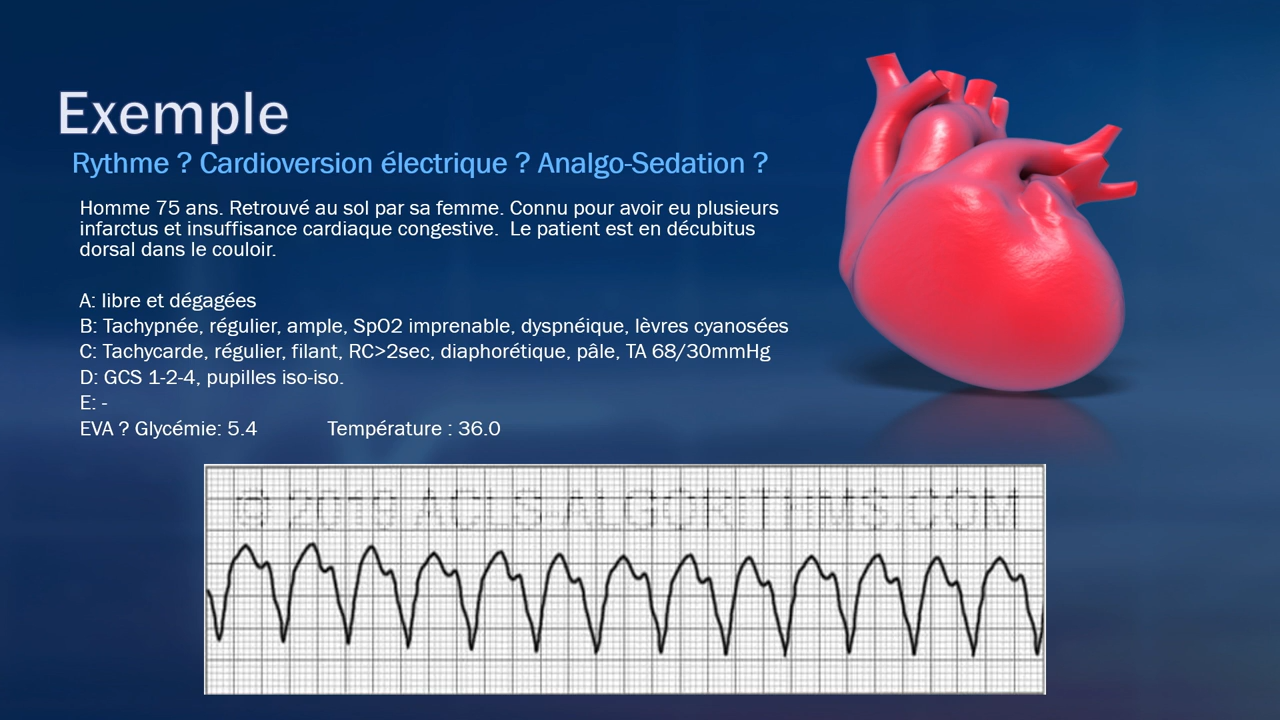 Exemple
Rythme ? Cardioversion électrique ? Analgo-Sedation ?
Homme 75 ans. Retrouvé au sol par sa femme. Connu pour avoir eu plusieurs
infarctus et insuffisance cardiaque congestive.  Le patient est en décubitus
dorsal dans le couloir.
A: libre et dégagées
B: Tachypnée, régulier, ample, SpO2 imprenable, dyspnéique, lèvres cyanosées
C: Tachycarde, régulier, filant, RC>2sec, diaphorétique, pâle, TA 68/30mmHg
D: GCS 1-2-4, pupilles iso-iso.
E: -
EVA ? Glycémie: 5.4 Température : 36.0
© 2019 ACLS-ALGORITHMS.COM